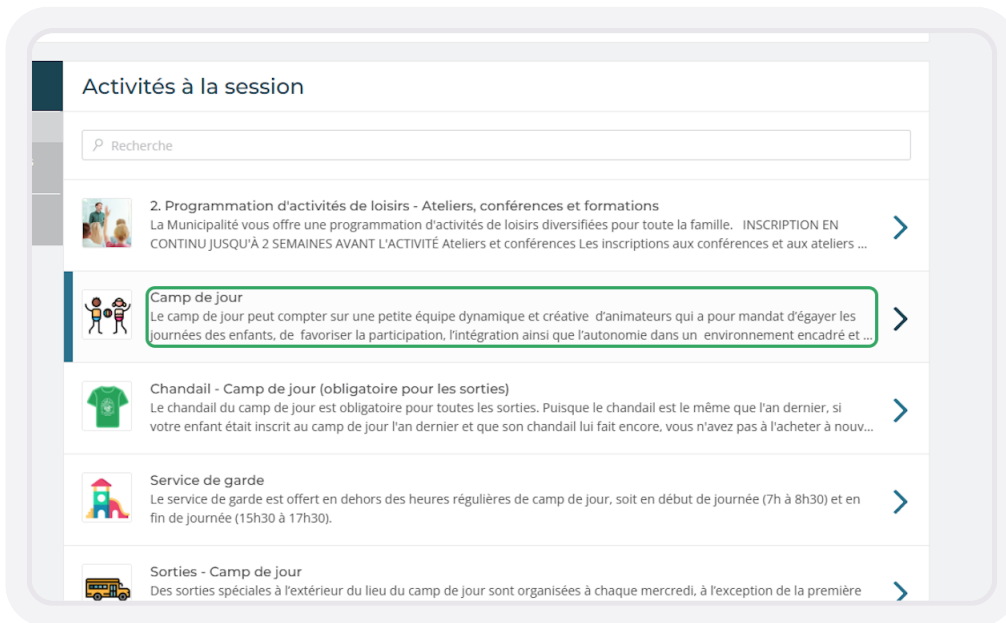 Activités à la session
Recherche
2. Programmation d'activités de loisirs - Ateliers, conférences et formations
La Municipalité vous offre une programmation d'activités de loisirs diversifiées pour toute la famille. INSCRIPTION EN
CONTINU JUSQU'À 2 SEMAINES AVANT L'ACTIVITÉ Ateliers et conférences Les inscriptions aux conférences et aux ateliers ...
Camp de jour
Le camp de jour peut compter sur une petite équipe dynamique et créative d’animateurs qui a pour mandat d’égayer les
journées des enfants, de favoriser la participation, l’intégration ainsi que l’autonomie dans un environnement encadré et ...
Chandail - Camp de jour (obligatoire pour les sorties)
Le chandail du camp de jour est obligatoire pour toutes les sorties. Puisque le chandail est le même que l'an dernier, si
votre enfant était inscrit au camp de jour l'an dernier et que son chandail lui fait encore, vous n'avez pas à l'acheter à nouv...
Service de garde
Le service de garde est offert en dehors des heures régulières de camp de jour, soit en début de journée (7h à 8h30) et en
fin de journée (15h30 à 17h30).
Sorties - Camp de jour
Des sorties spéciales à l’extérieur du lieu du camp de jour sont organisées à chaque mercredi, à l’exception de la première